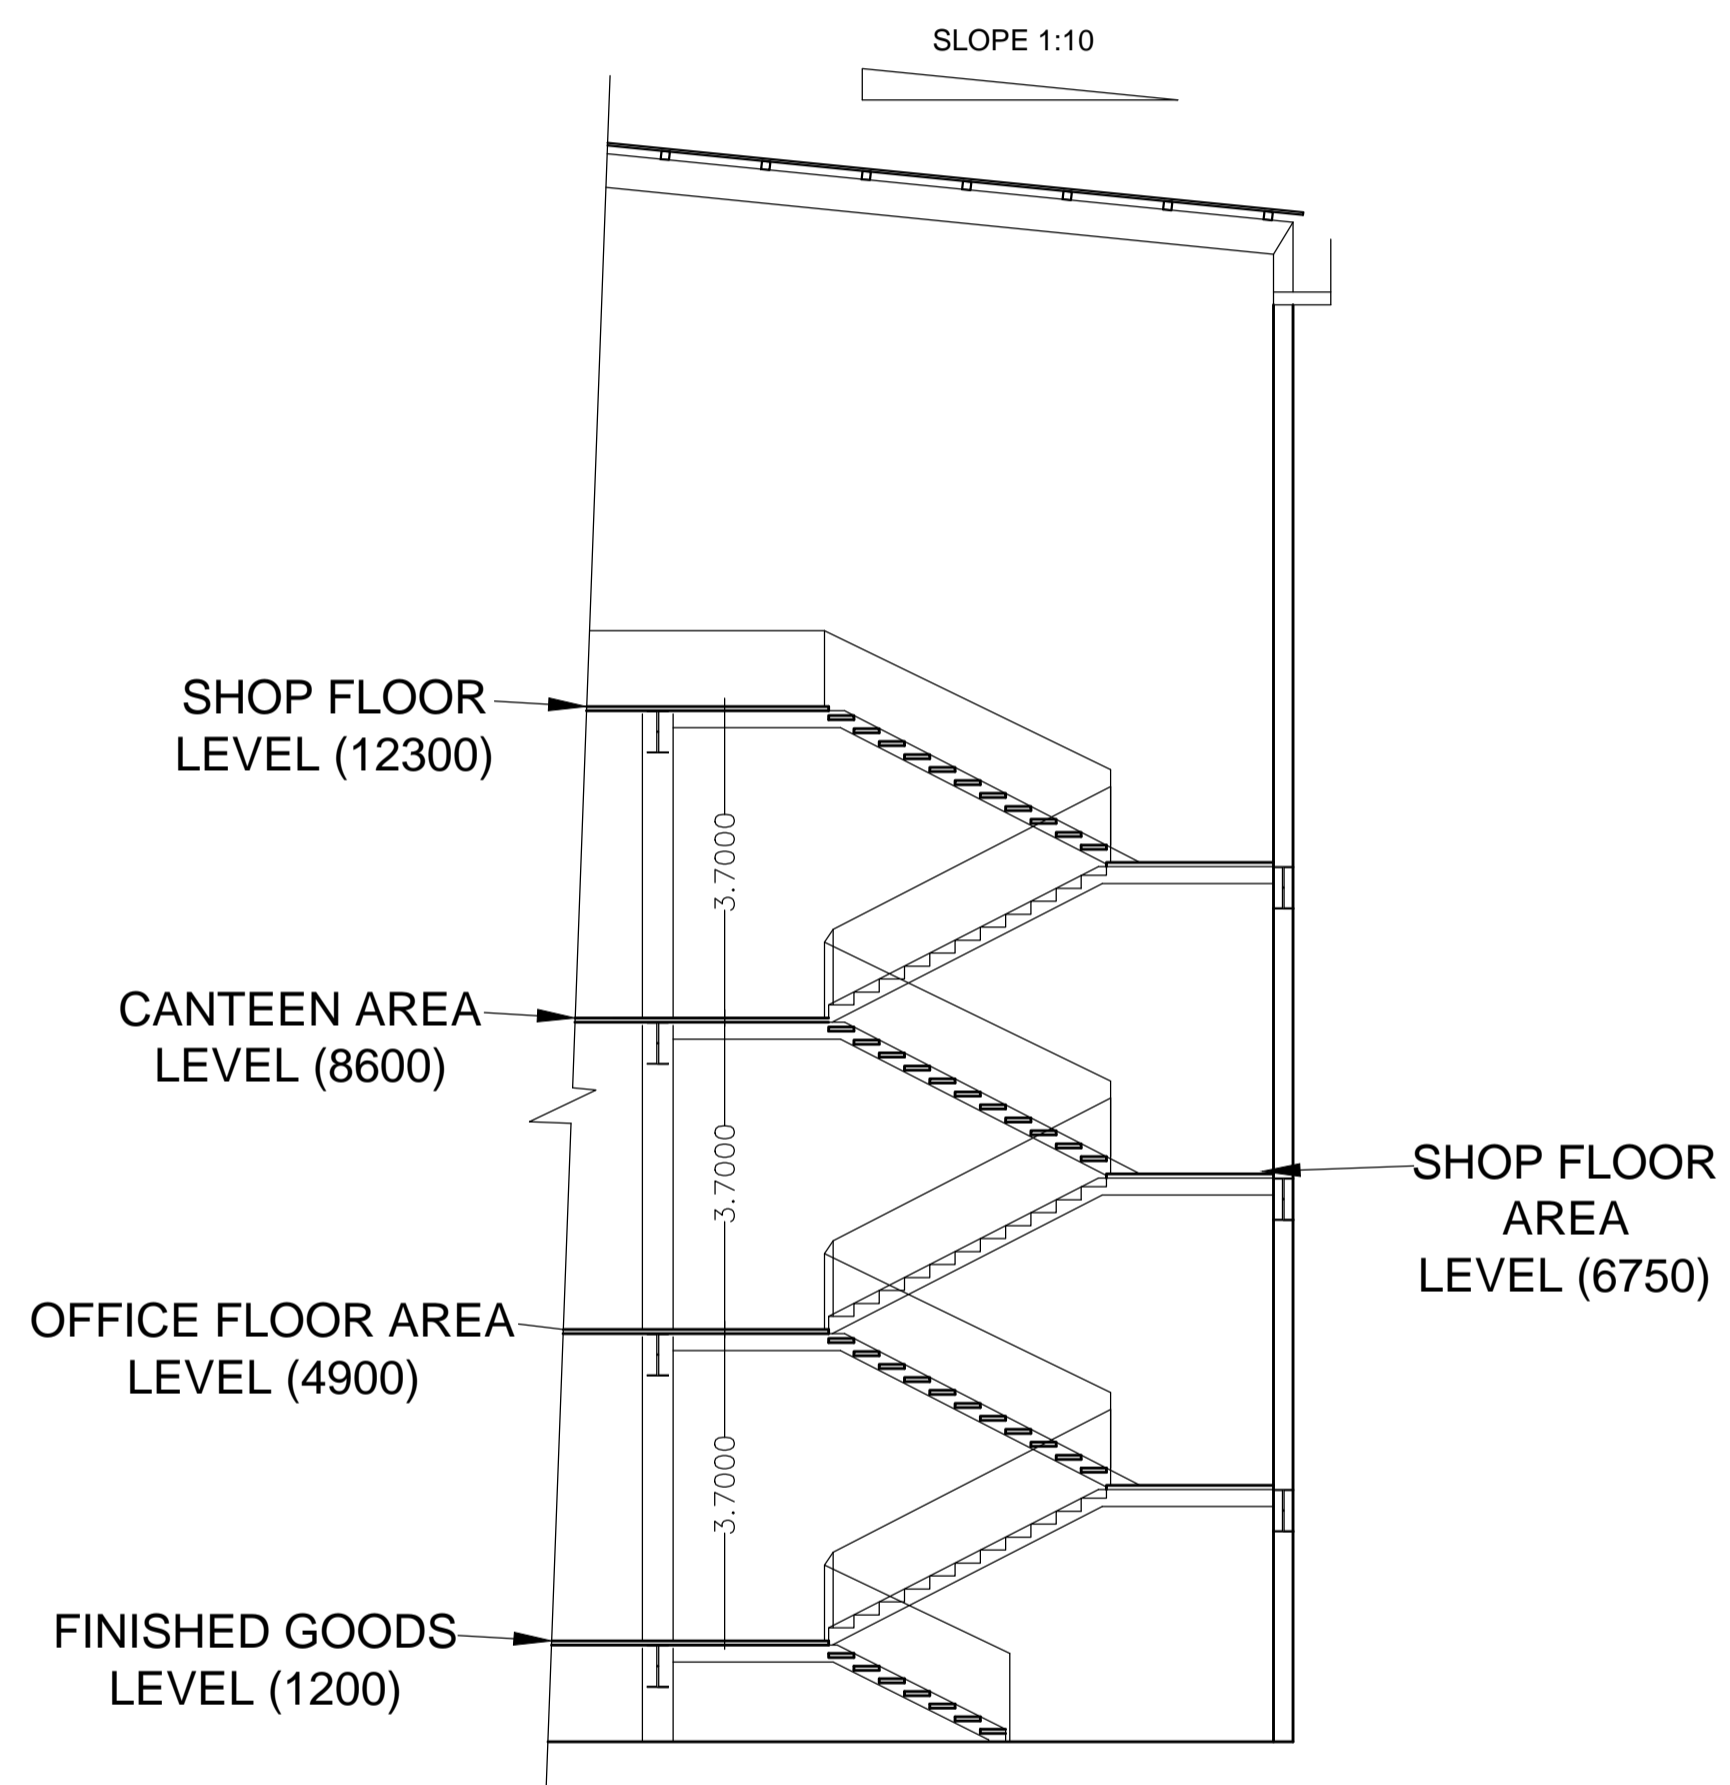 SLOPE 1:10
SHOP FLOOR
LEVEL (12300)
3.7000
CANTEEN AREA
LEVEL (8600)
3.7000
SHOP FLOOR
AREA
LEVEL (6750)
OFFICE FLOOR AREA
LEVEL (4900)
3.7000
FINISHED GOODS
LEVEL (1200)